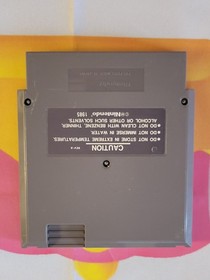 CAUTION
REV-A
● DO NOT STORE IN EXTREME TEMPERATURES.
● DO NOT IMMERSE IN WATER.
● DO NOT CLEAN WITH BENZENE, THINNER,
ALCOHOL OR OTHER SUCH SOLVENTS.
©® Nintendo 1985